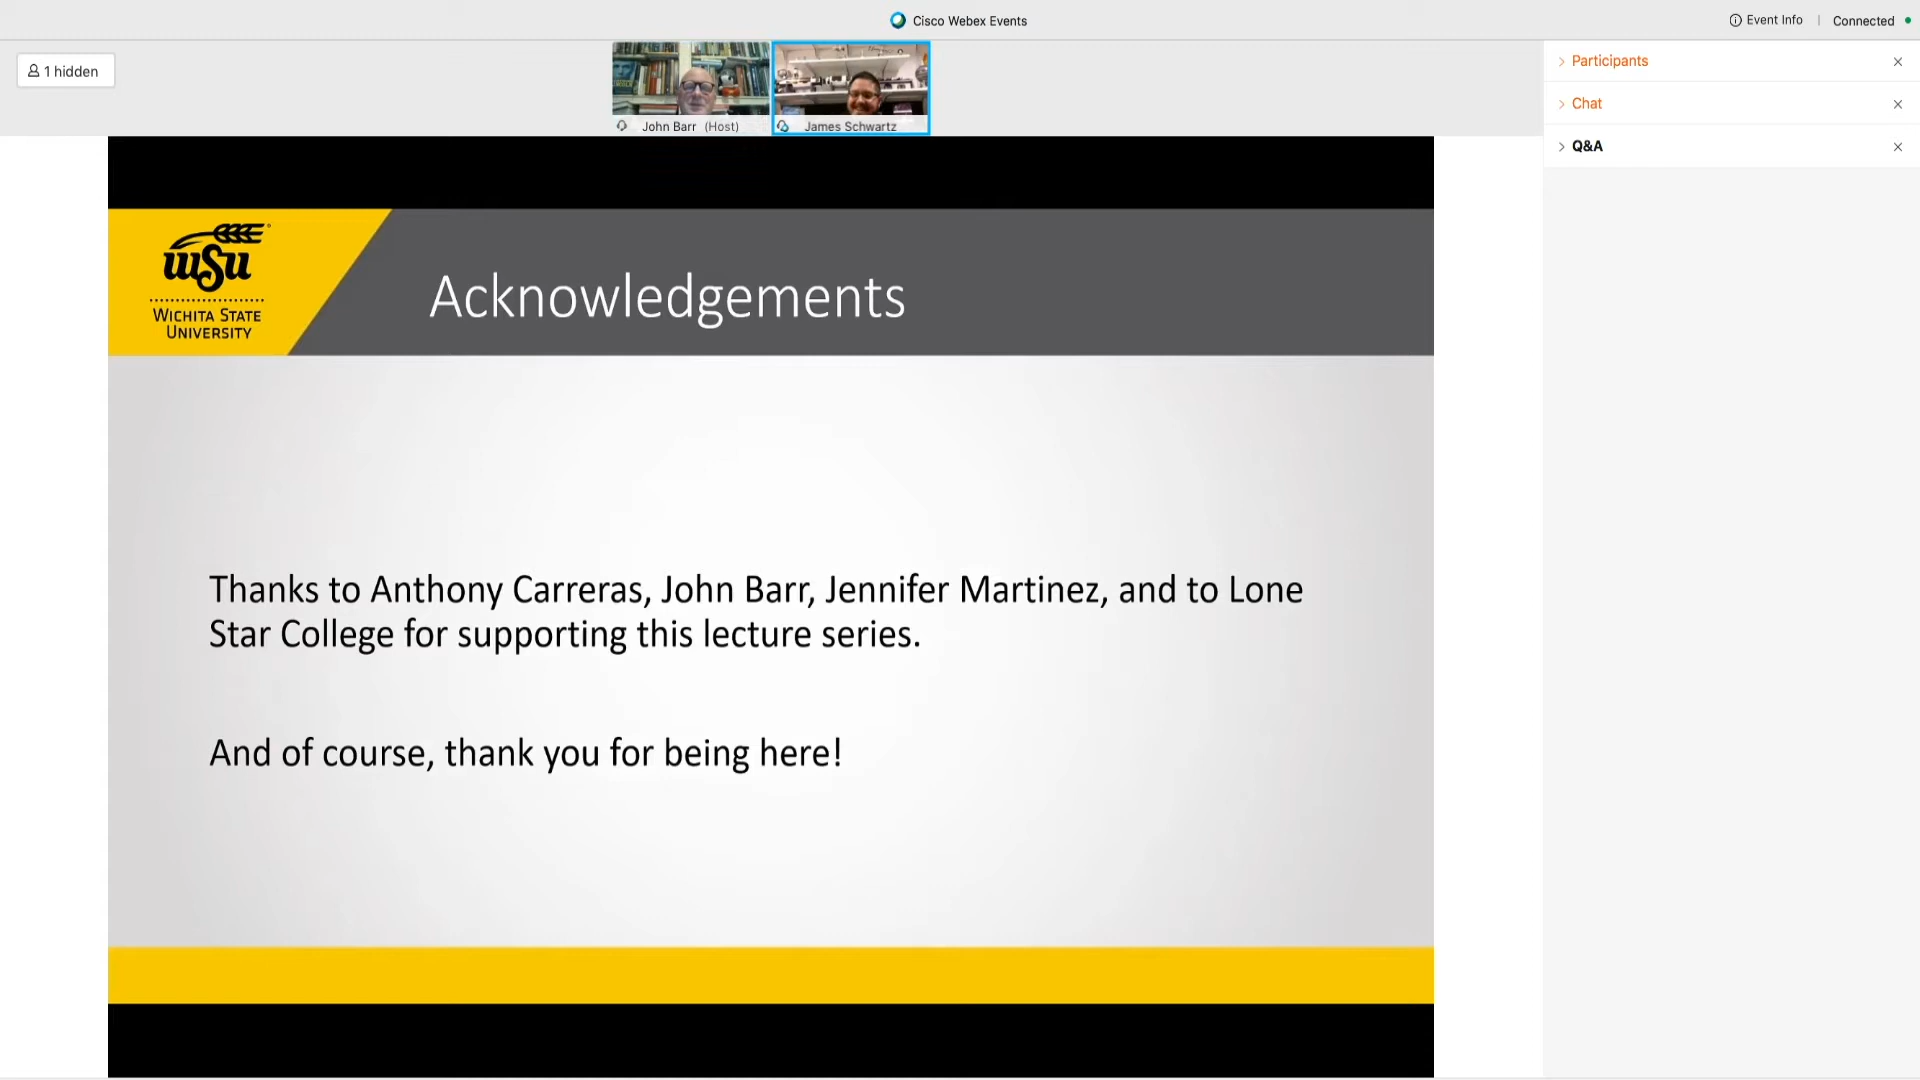 Cisco Webex Events
Event Info
Connected
1 hidden
John Barr (Host)
James Schwartz
Participants
Chat
Q&A
wsu
WICHITA STATE
UNIVERSITY
Acknowledgements
Thanks to Anthony Carreras, John Barr, Jennifer Martinez, and to Lone
Star College for supporting this lecture series.
And of course, thank you for being here!